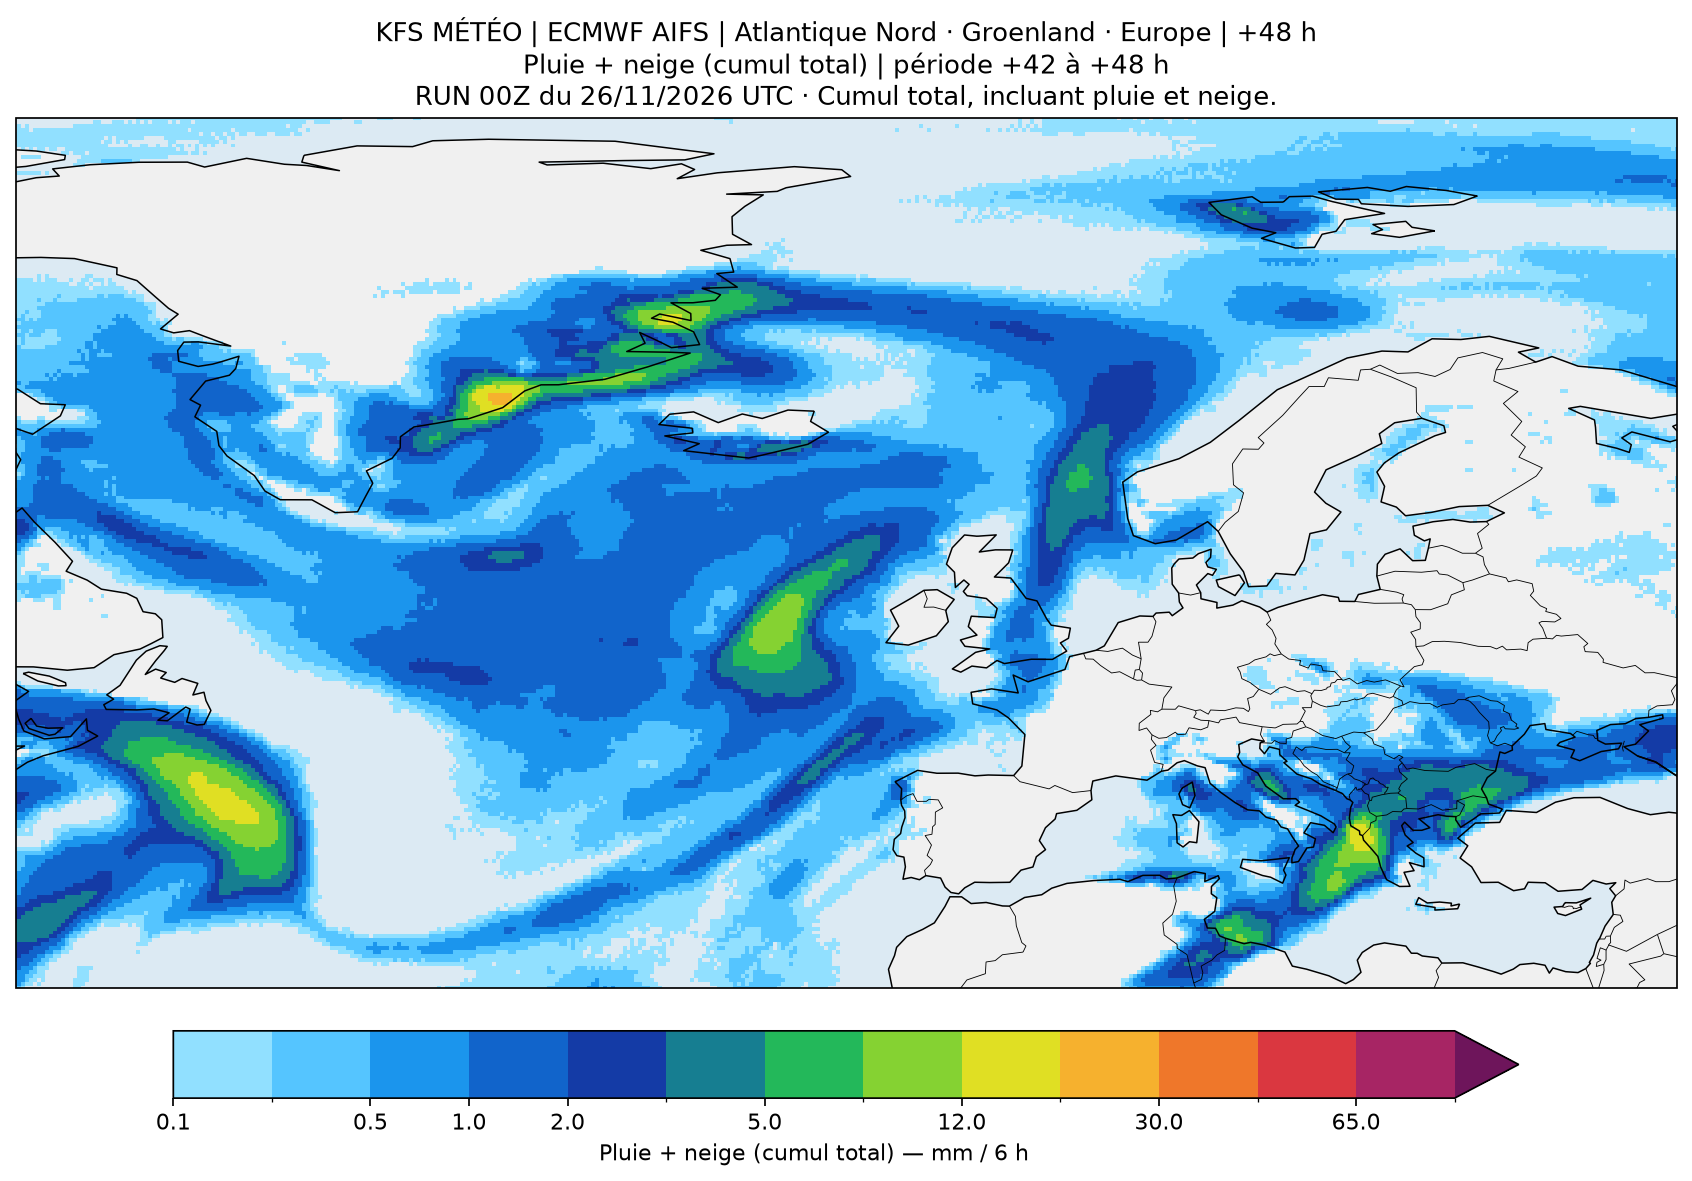 KFS MÉTÉO | ECMWF AIFS | Atlantique Nord · Groenland · Europe | +48 h
Pluie + neige (cumul total) | période +42 à +48 h
RUN 00Z du 26/11/2026 UTC · Cumul total, incluant pluie et neige.
0.1 0.5 1.0 2.0 5.0 12.0 30.0 65.0
Pluie + neige (cumul total) — mm / 6 h